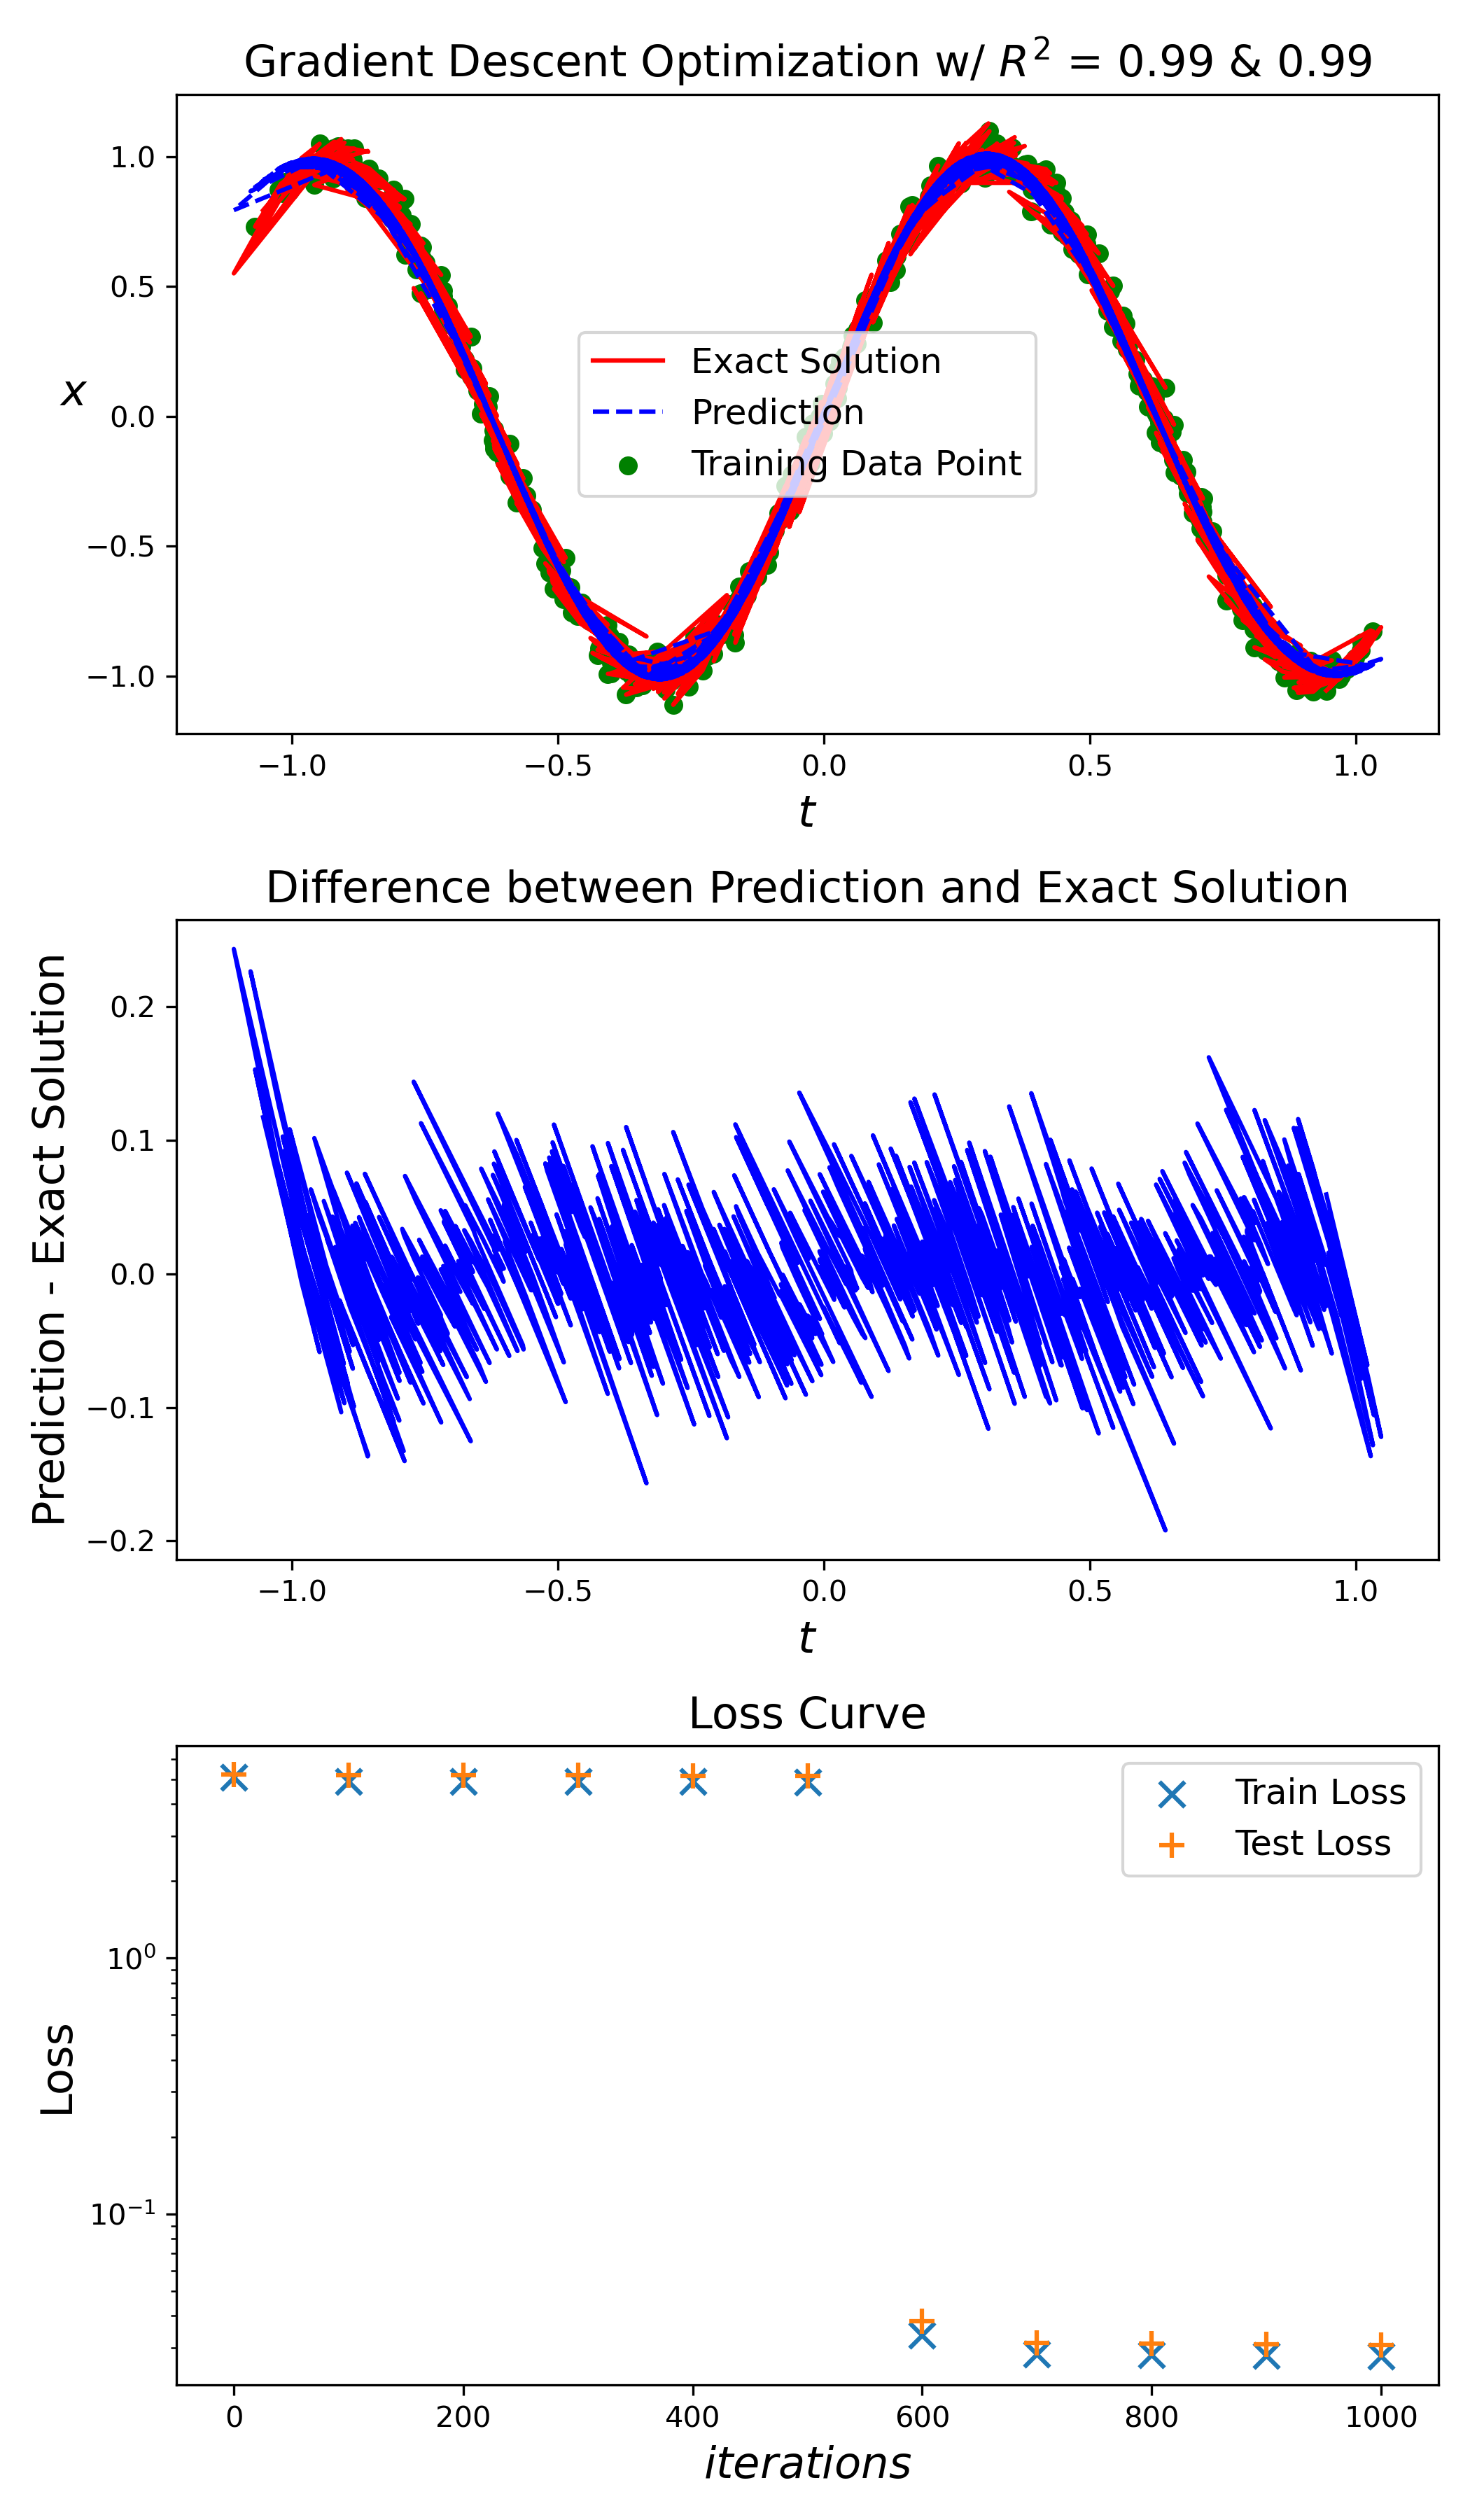 Gradient Descent Optimization w/ R² = 0.99 & 0.99
1.0
0.5
0.0
−0.5
−1.0
x
Exact Solution
Prediction
Training Data Point
−1.0 −0.5 0.0 0.5 1.0
t
Difference between Prediction and Exact Solution
0.2
0.1
0.0
−0.1
−0.2
Prediction - Exact Solution
−1.0 −0.5 0.0 0.5 1.0
t
Loss Curve
Train Loss
Test Loss
10⁰
10⁻¹
Loss
0 200 400 600 800 1000
iterations